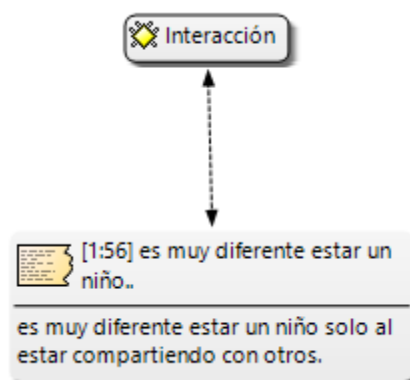 Interacción
[1:56] es muy diferente estar un
niño..
es muy diferente estar un niño solo al
estar compartiendo con otros.